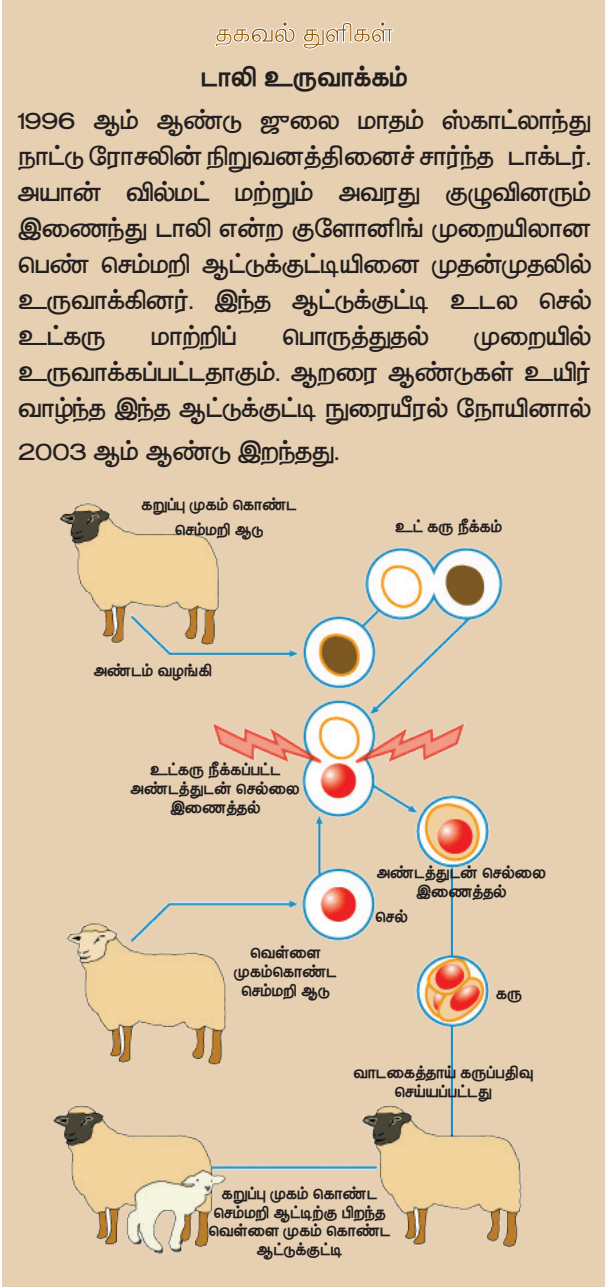 தகவல் துளிகள்
டாலி உருவாக்கம்
1996 ஆம் ஆண்டு ஜுலை மாதம் ஸ்காட்லாந்து
நாட்டு ரோசலின் நிறுவனத்தினைச் சார்ந்த டாக்டர்.
அயான் வில்மட் மற்றும் அவரது குழுவினரும்
இணைந்து டாலி என்ற குளோனிங் முறையிலான
பெண் செம்மறி ஆட்டுக்குட்டியினை முதன்முதலில்
உருவாக்கினர். இந்த ஆட்டுக்குட்டி உடல செல்
உட்கரு மாற்றிப் பொருத்துதல் முறையில்
உருவாக்கப்பட்டதாகும். ஆறரை ஆண்டுகள் உயிர்
வாழ்ந்த இந்த ஆட்டுக்குட்டி நுரையீரல் நோயினால்
2003 ஆம் ஆண்டு இறந்தது.
கறுப்பு முகம் கொண்ட
செம்மறி ஆடு
உட் கரு நீக்கம்
அண்டம் வழங்கி
உட்கரு நீக்கப்பட்ட
அண்டத்துடன் செல்லை
இணைத்தல்
அண்டத்துடன் செல்லை
இணைத்தல்
செல்
வெள்ளை
முகம்கொண்ட
செம்மறி ஆடு
கரு
வாடகைத்தாய் கருப்பதிவு
செய்யப்பட்டது
கறுப்பு முகம் கொண்ட
செம்மறி ஆட்டிற்கு பிறந்த
வெள்ளை முகம் கொண்ட
ஆட்டுக்குட்டி